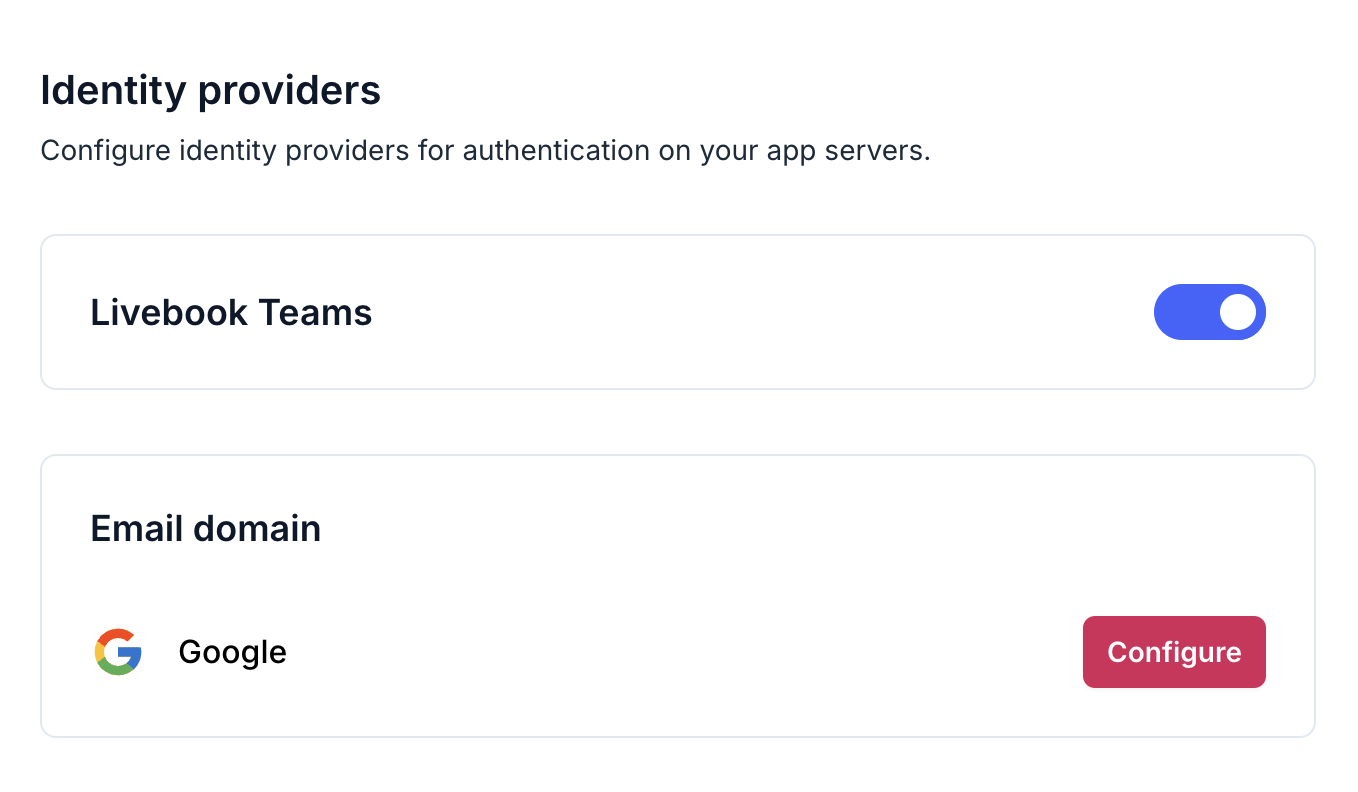 Identity providers
Configure identity providers for authentication on your app servers.
Livebook Teams
Email domain
Google
Configure